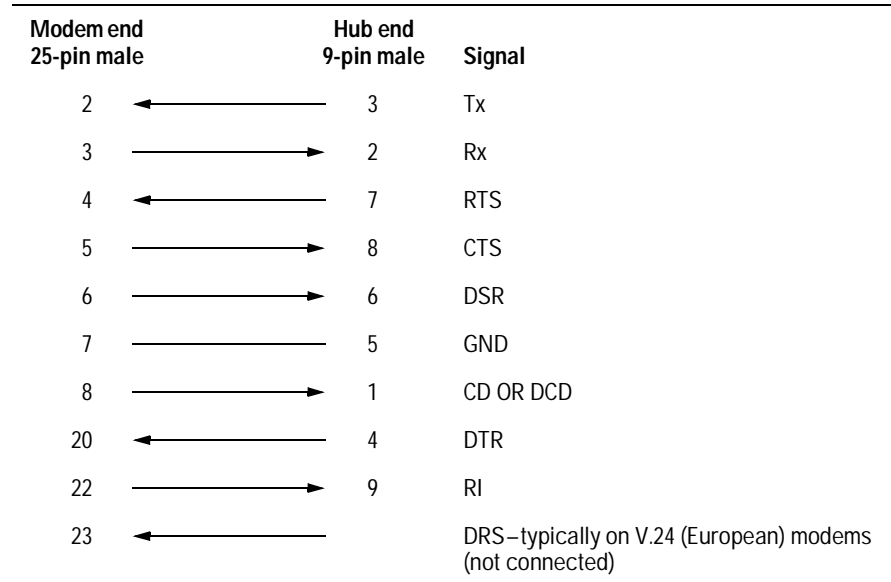 Modem end Hub end
25-pin male 9-pin male Signal
2 3 Tx
3 2 Rx
4 7 RTS
5 8 CTS
6 6 DSR
7 5 GND
8 1 CD OR DCD
20 4 DTR
22 9 RI
23 DRS–typically on V.24 (European) modems
(not connected)